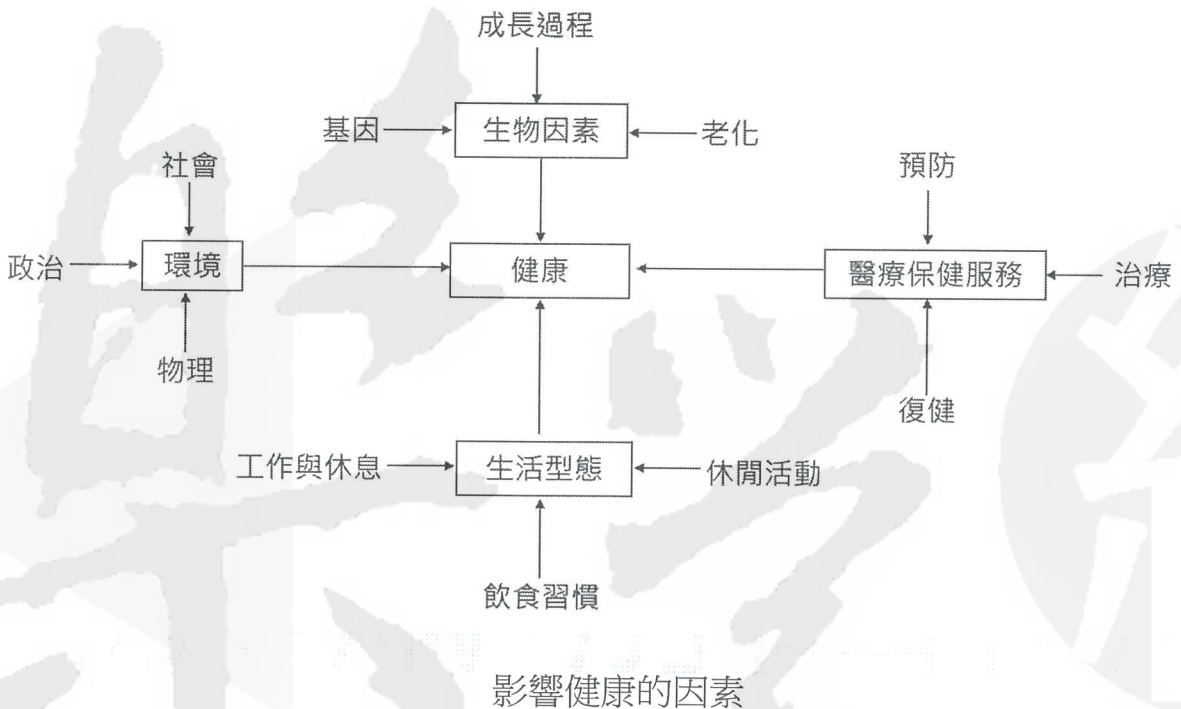 成長過程
基因
生物因素
老化
社會
預防
政治
環境
健康
醫療保健服務
治療
物理
復健
工作與休息
生活型態
休閒活動
飲食習慣
影響健康的因素